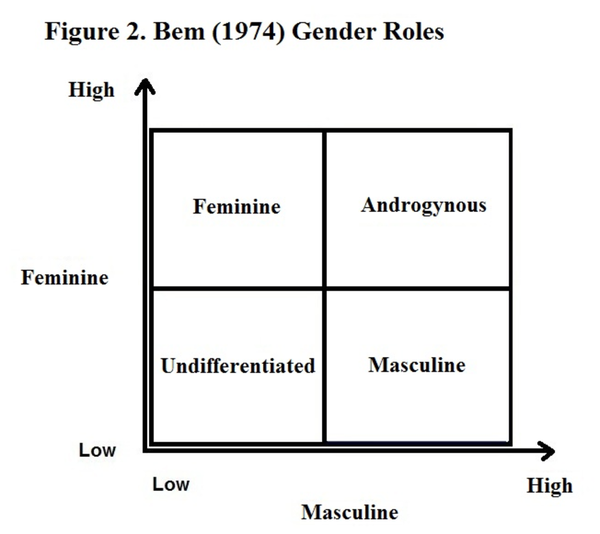 Figure 2. Bem (1974) Gender Roles
High
Feminine
Androgynous
Feminine
Undifferentiated
Masculine
Low
Low
High
Masculine